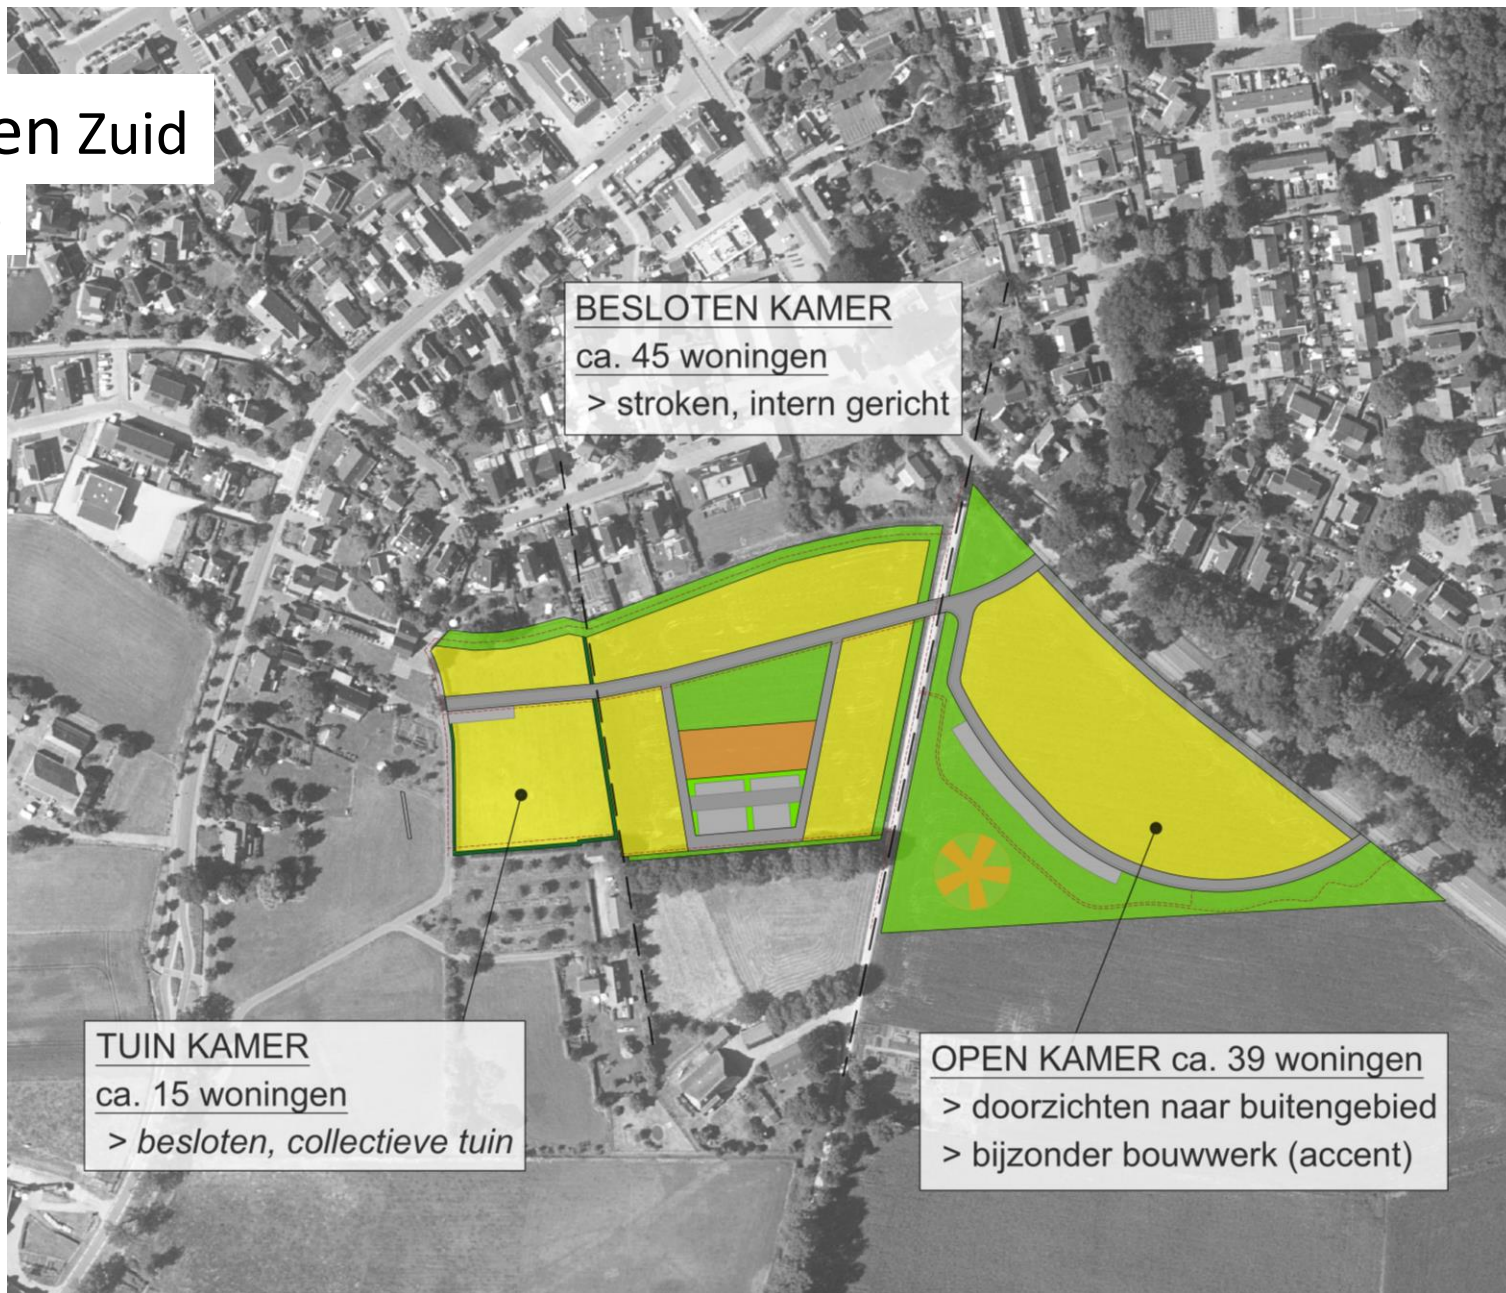 en Zuid
BESLOTEN KAMER
ca. 45 woningen
> stroken, intern gericht
TUIN KAMER
ca. 15 woningen
> besloten, collectieve tuin
OPEN KAMER ca. 39 woningen
> doorzichten naar buitengebied
> bijzonder bouwwerk (accent)